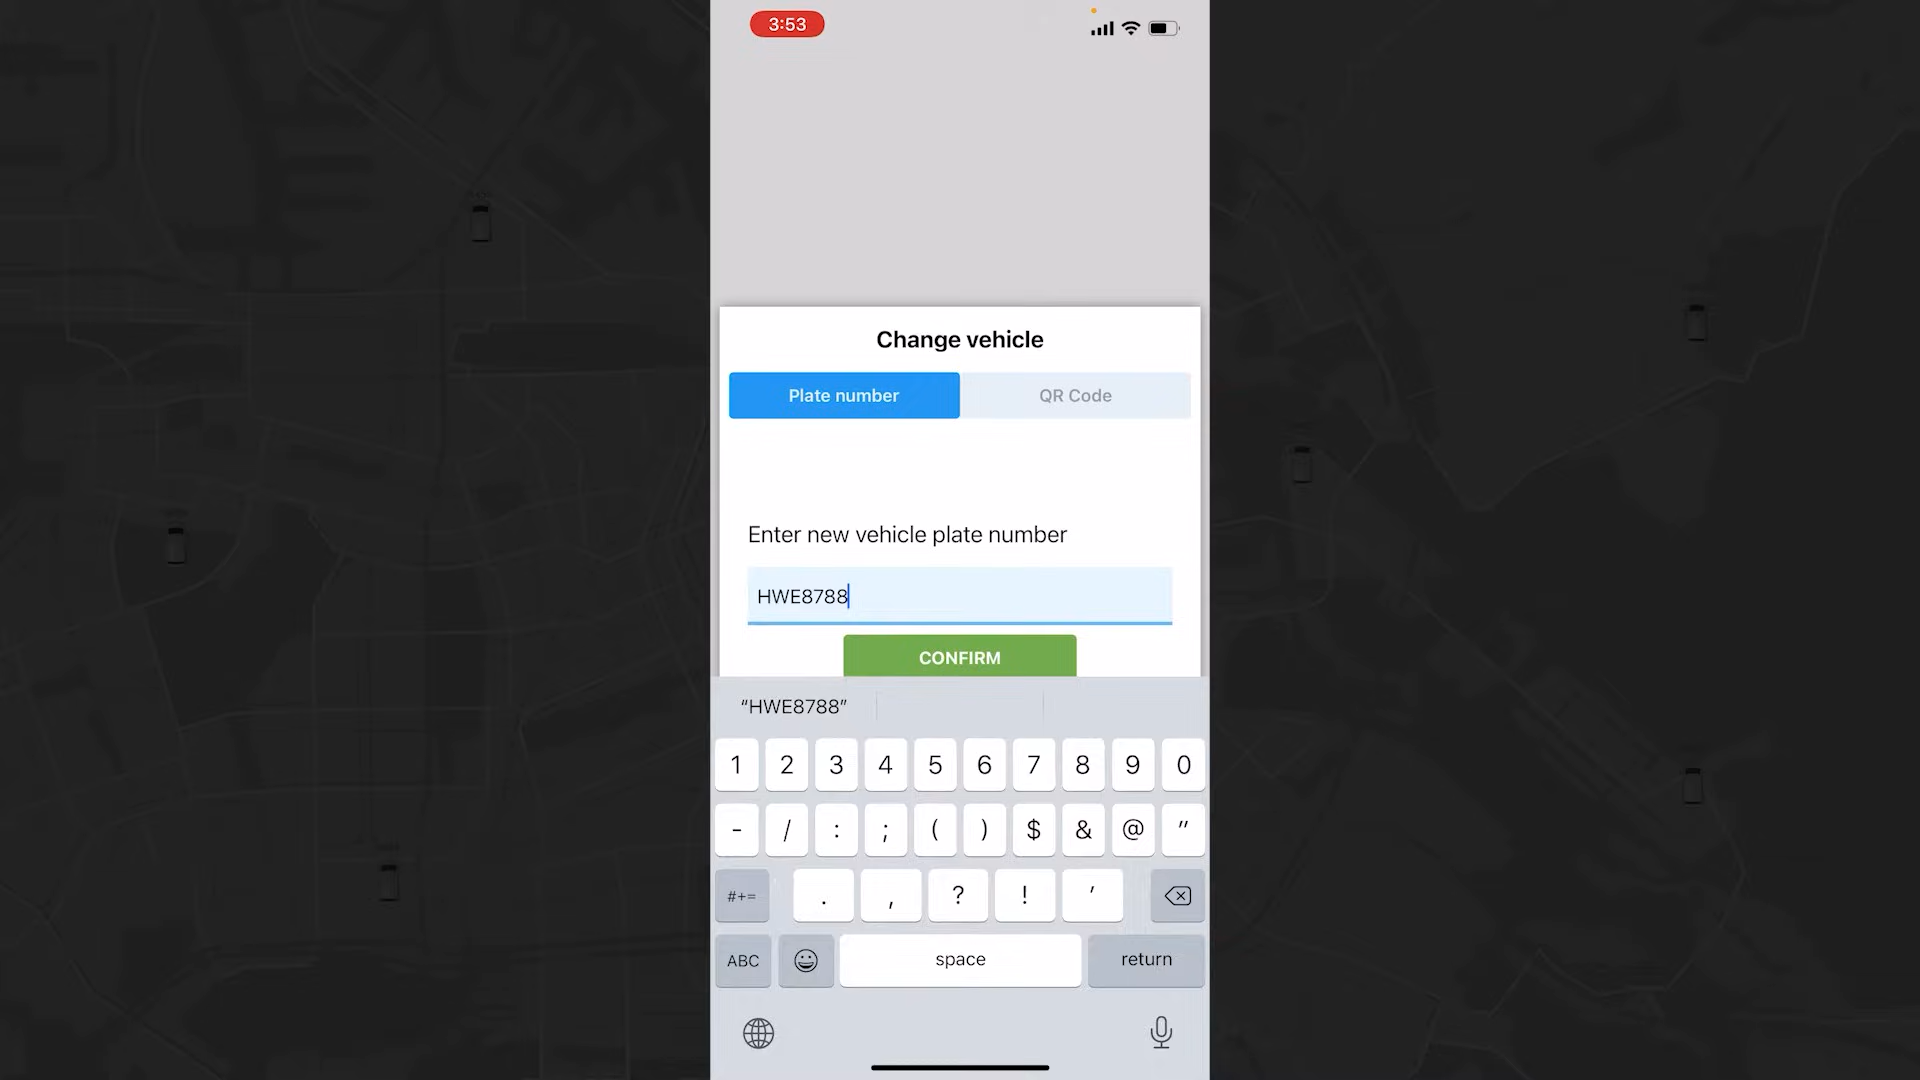 3:53
Change vehicle
Plate number QR Code
Enter new vehicle plate number
HWE8788
CONFIRM
“HWE8788”
1 2 3 4 5 6 7 8 9 0
- / : ; ( ) $ & @ "
#+= . , ? ! '
ABC space return